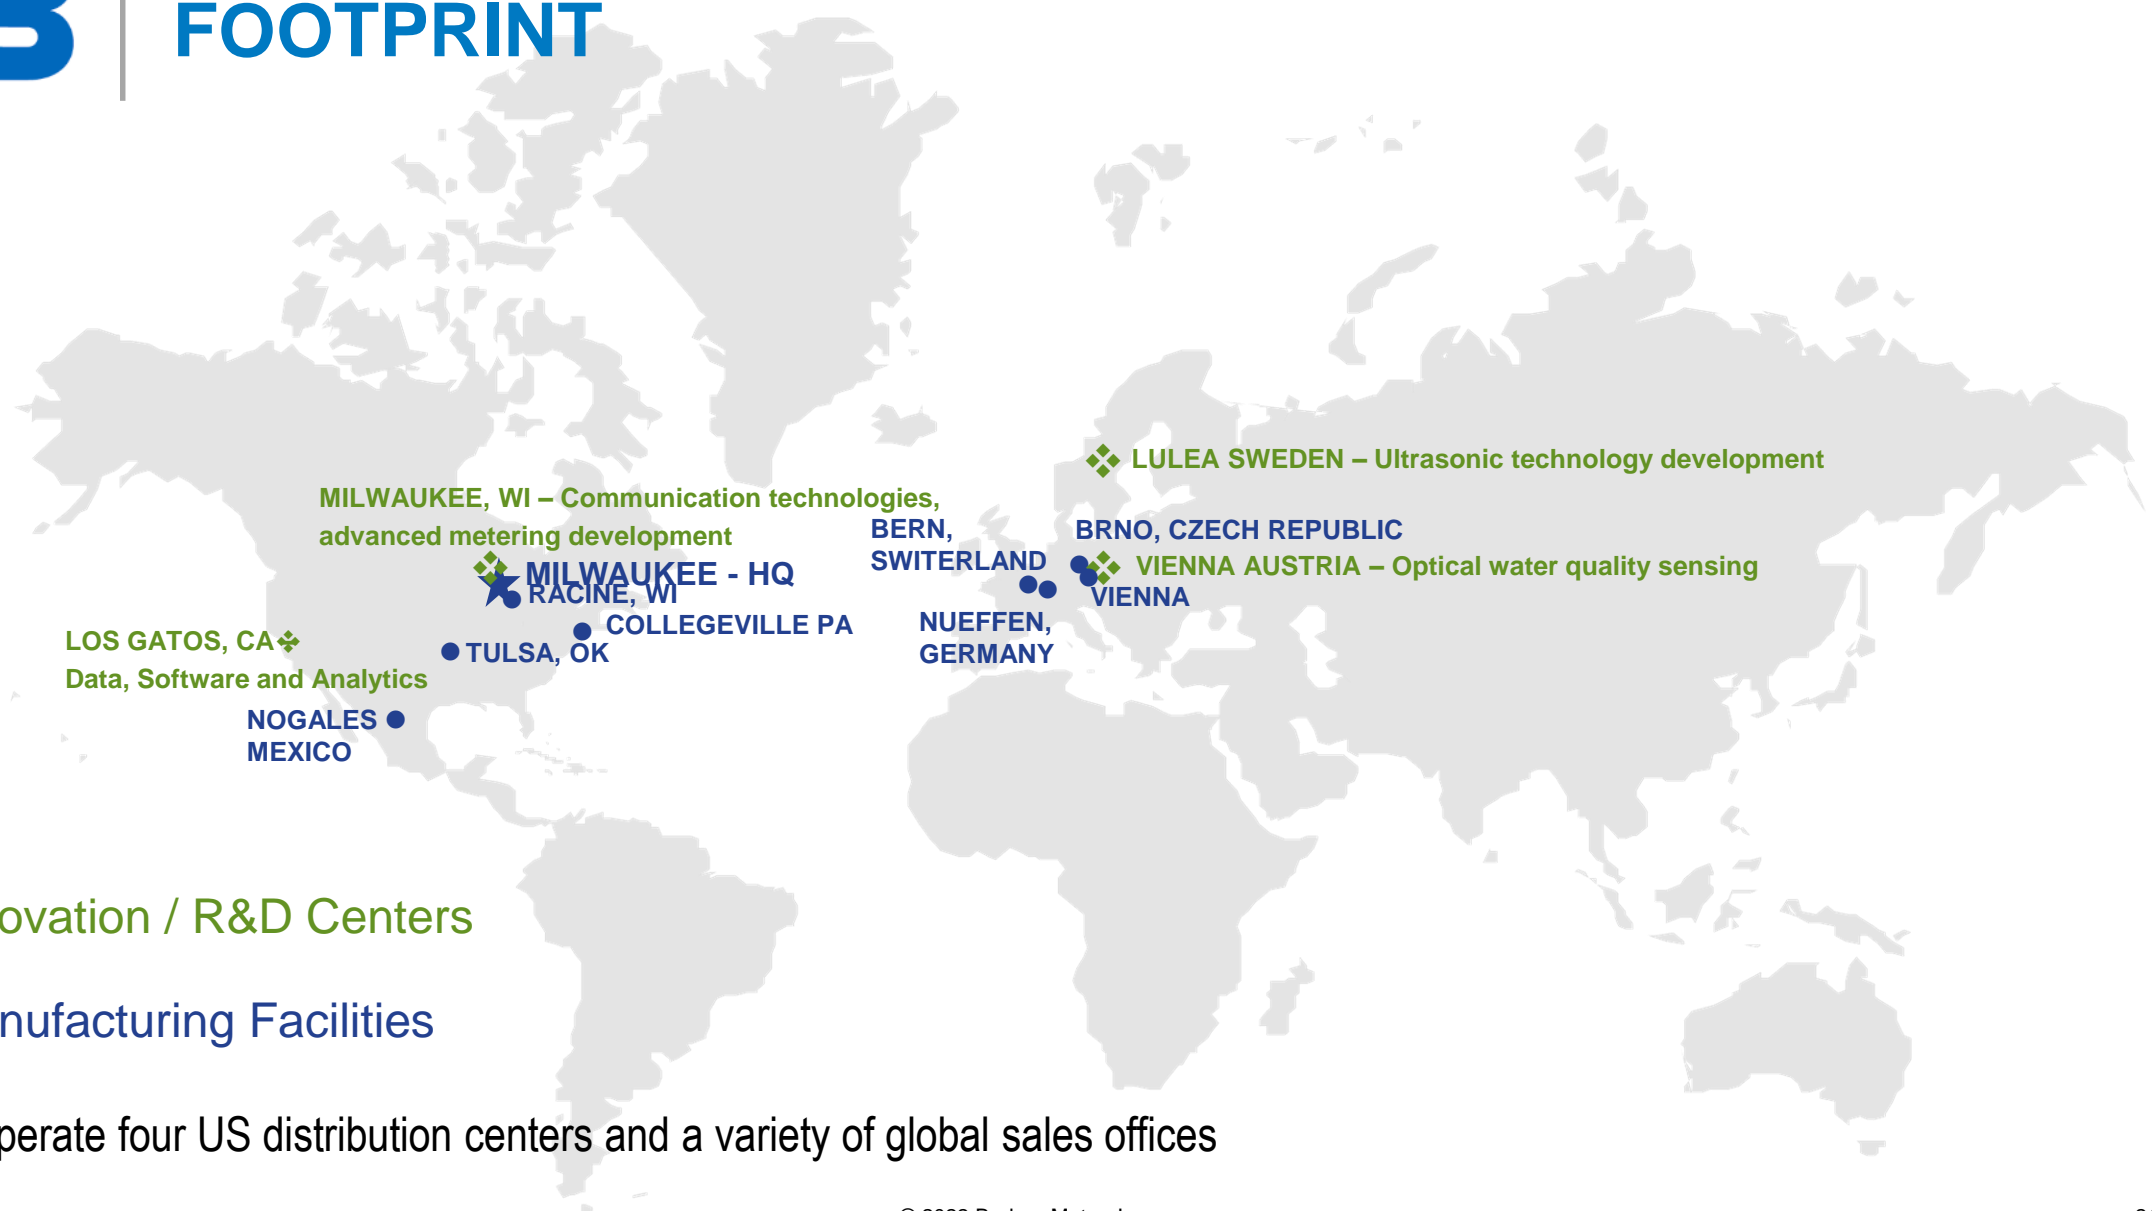 FOOTPRINT
LULEA SWEDEN – Ultrasonic technology development
MILWAUKEE, WI – Communication technologies,
advanced metering development
BERN,
SWITERLAND
BRNO, CZECH REPUBLIC
VIENNA AUSTRIA – Optical water quality sensing
VIENNA
MILWAUKEE - HQ
RACINE, WI
COLLEGEVILLE PA
NUEFFEN,
GERMANY
TULSA, OK
LOS GATOS, CA
Data, Software and Analytics
NOGALES
MEXICO
ovation / R&D Centers
nufacturing Facilities
perate four US distribution centers and a variety of global sales offices